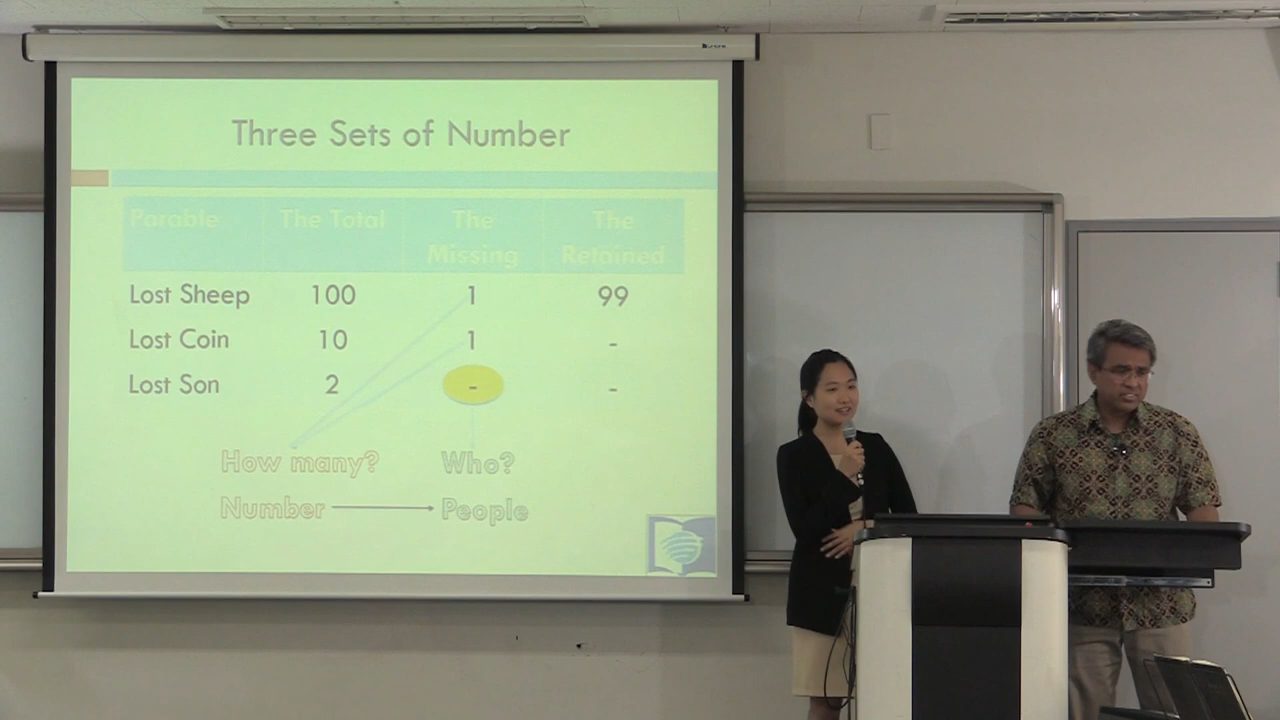 Three Sets of Number
Parable The Total The Missing The Retained
Lost Sheep 100 1 99
Lost Coin 10 1 -
Lost Son 2 - -
How many? Who?
Number People